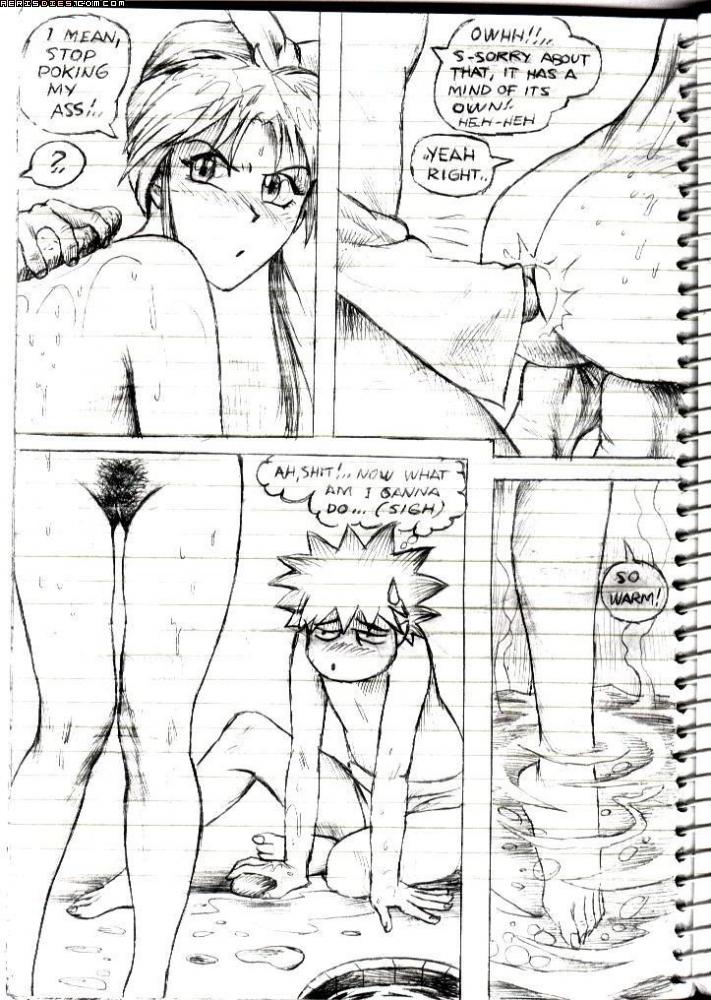 AERISDIES.COM.COM
I MEAN,
STOP
POKING
MY
ASS!..
?
..
OWHH!!..
S-SORRY ABOUT
THAT, IT HAS A
MIND OF ITS
OWN!.
HEH-HEH
..YEAH
RIGHT..
AH, SHIT!.. NOW WHAT
AM I GANNA
DO... (SIGH)
SO
WARM!